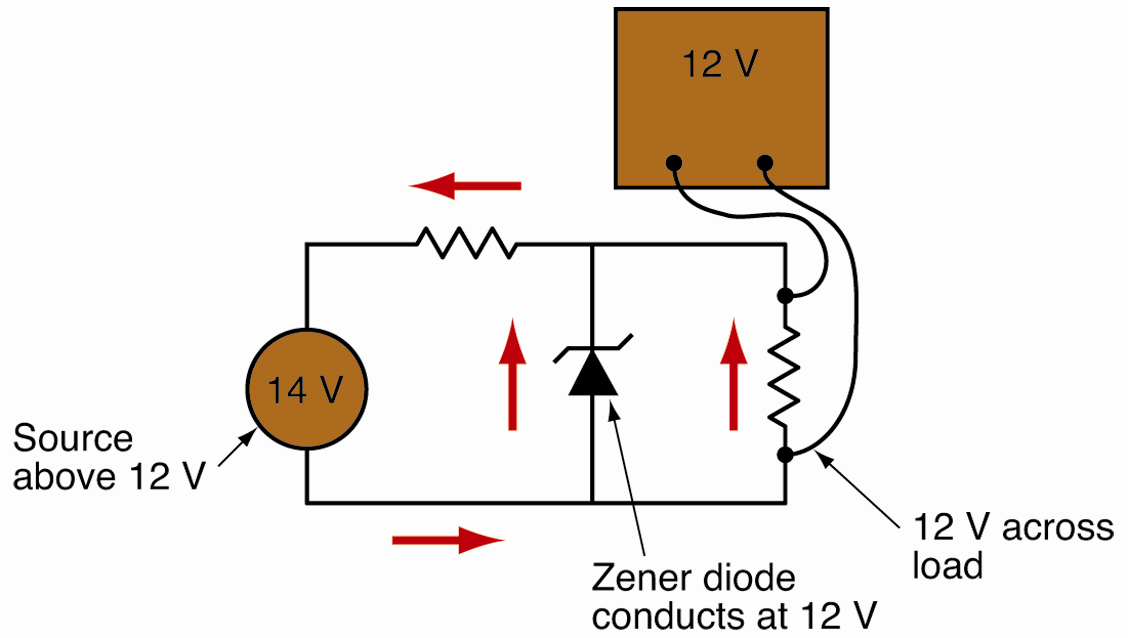 12 V
14 V
Source
above 12 V
12 V across
load
Zener diode
conducts at 12 V